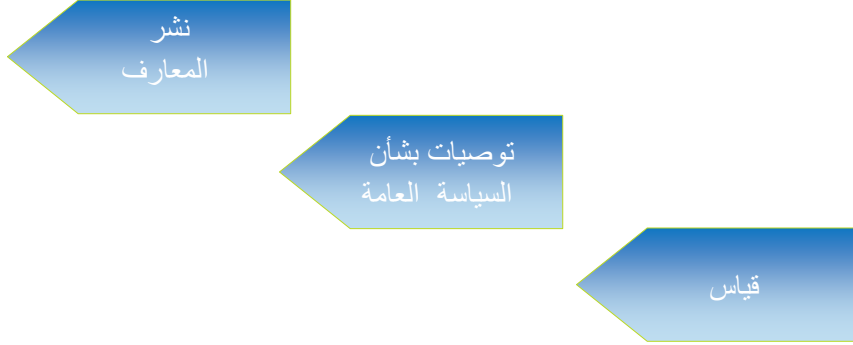 نشر
المعارف
توصيات بشأن
السياسة العامة
قياس